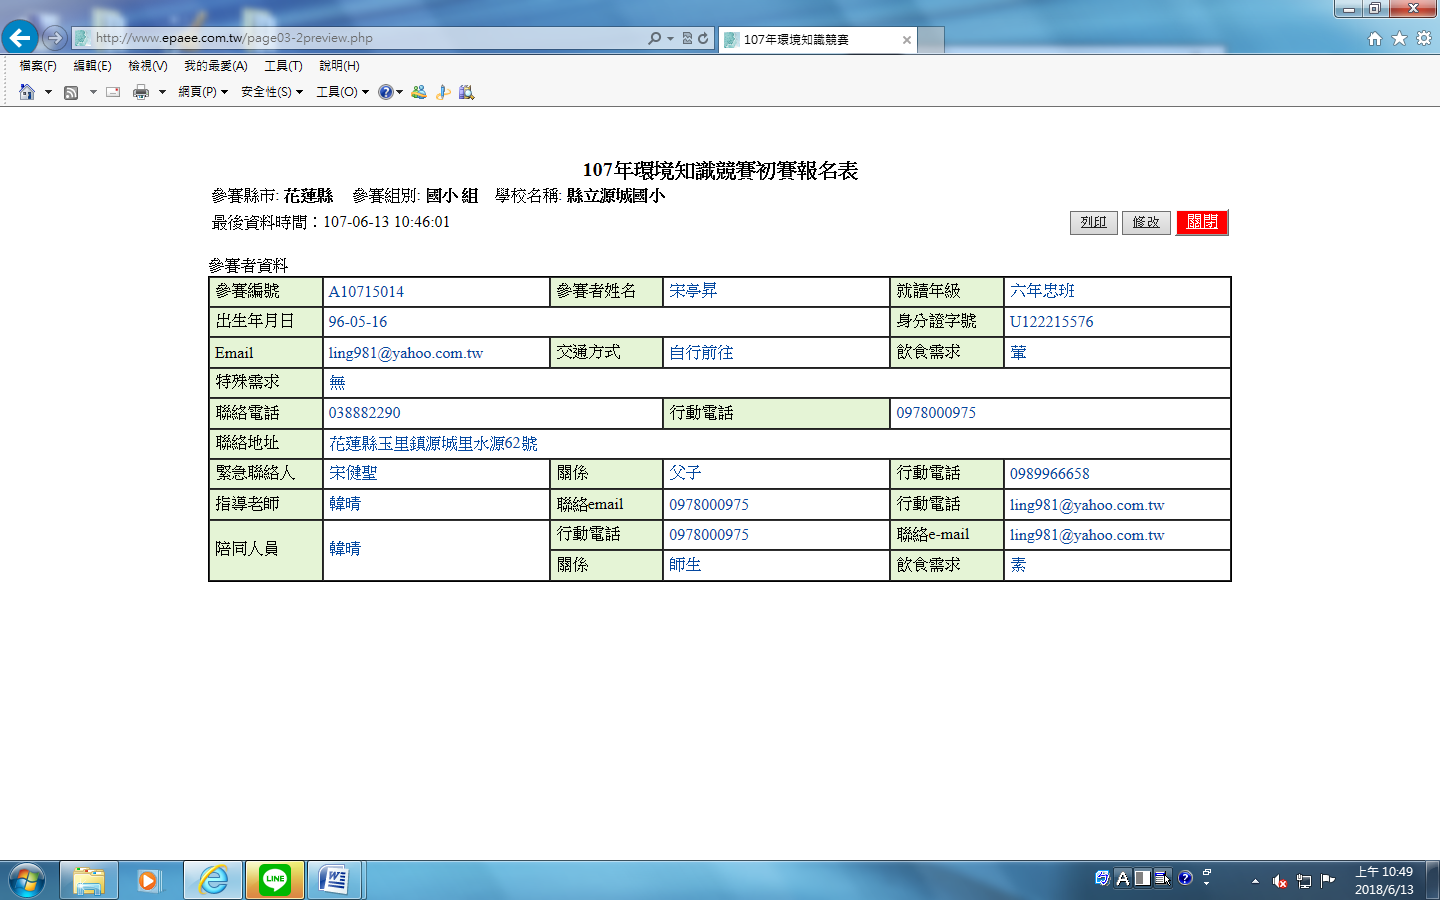 http://www.epaee.com.tw/page03-2preview.php
107年環境知識競賽
檔案(F) 編輯(E) 檢視(V) 我的最愛(A) 工具(T) 說明(H)
網頁(P) 安全性(S) 工具(O)
107年環境知識競賽初賽報名表
參賽縣市: 花蓮縣 參賽組別: 國小 組 學校名稱: 縣立源城國小
最後資料時間：107-06-13 10:46:01
列印 修改 關閉
參賽者資料
參賽編號 A10715014 參賽者姓名 宋亭昇 就讀年級 六年忠班
出生年月日 96-05-16 身分證字號 U122215576
Email ling981@yahoo.com.tw 交通方式 自行前往 飲食需求 葷
特殊需求 無
聯絡電話 038882290 行動電話 0978000975
聯絡地址 花蓮縣玉里鎮源城里水源62號
緊急聯絡人 宋健聖 關係 父子 行動電話 0989966658
指導老師 韓晴 聯絡email 0978000975 行動電話 ling981@yahoo.com.tw
陪同人員 韓晴 行動電話 0978000975 聯絡e-mail ling981@yahoo.com.tw
關係 師生 飲食需求 素
LINE
A
上午 10:49
2018/6/13